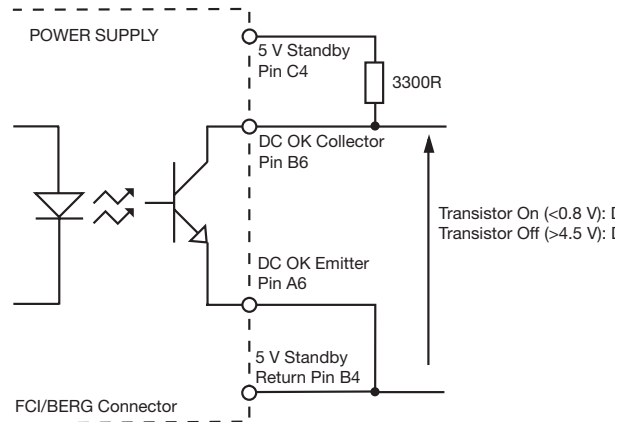 POWER SUPPLY
5 V Standby
Pin C4
3300R
DC OK Collector
Pin B6
Transistor On (<0.8 V):
Transistor Off (>4.5 V):
DC OK Emitter
Pin A6
5 V Standby
Return Pin B4
FCI/BERG Connector